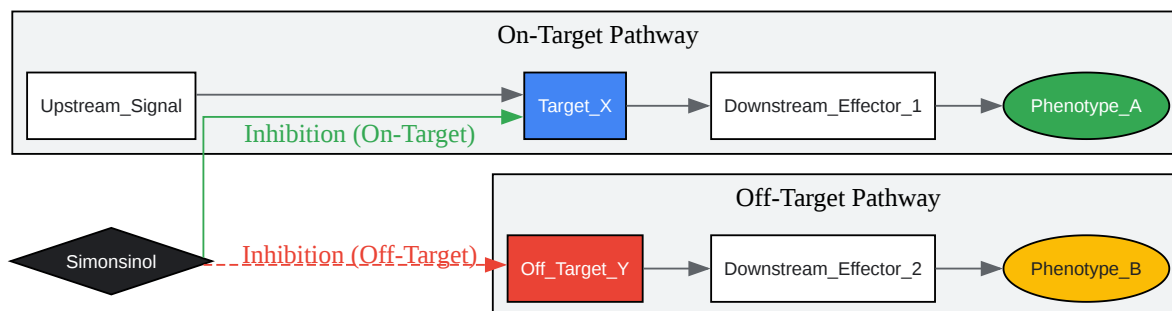 On-Target Pathway
Upstream_Signal
Target_X
Downstream_Effector_1
Phenotype_A
Inhibition (On-Target)
Off-Target Pathway
Simonsinol
Inhibition (Off-Target)
Off_Target_Y
Downstream_Effector_2
Phenotype_B